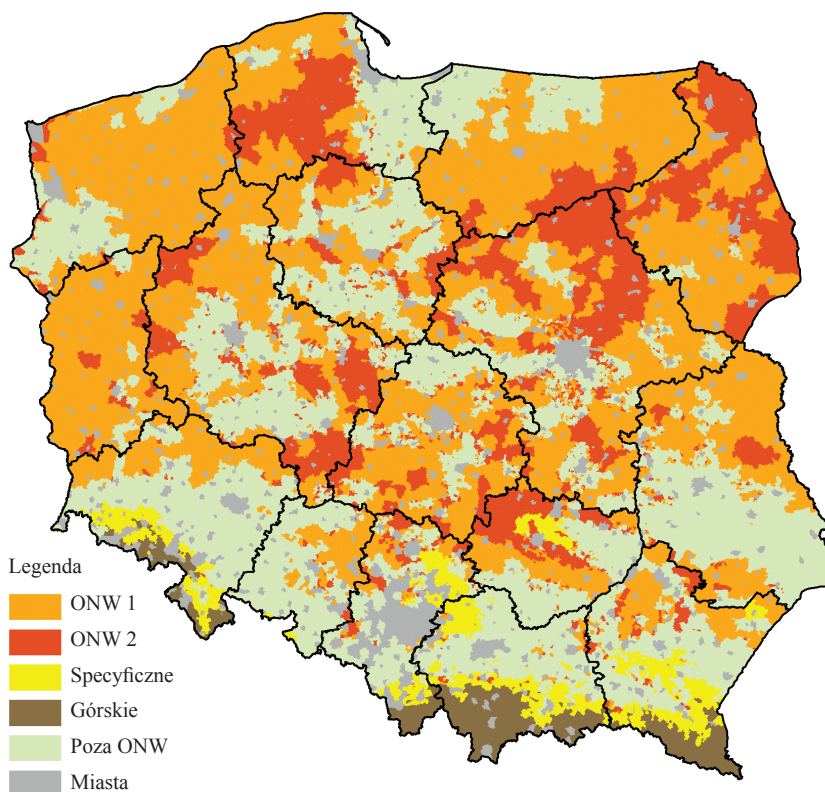 Legenda
ONW 1
ONW 2
Specyficzne
Górskie
Poza ONW
Miasta